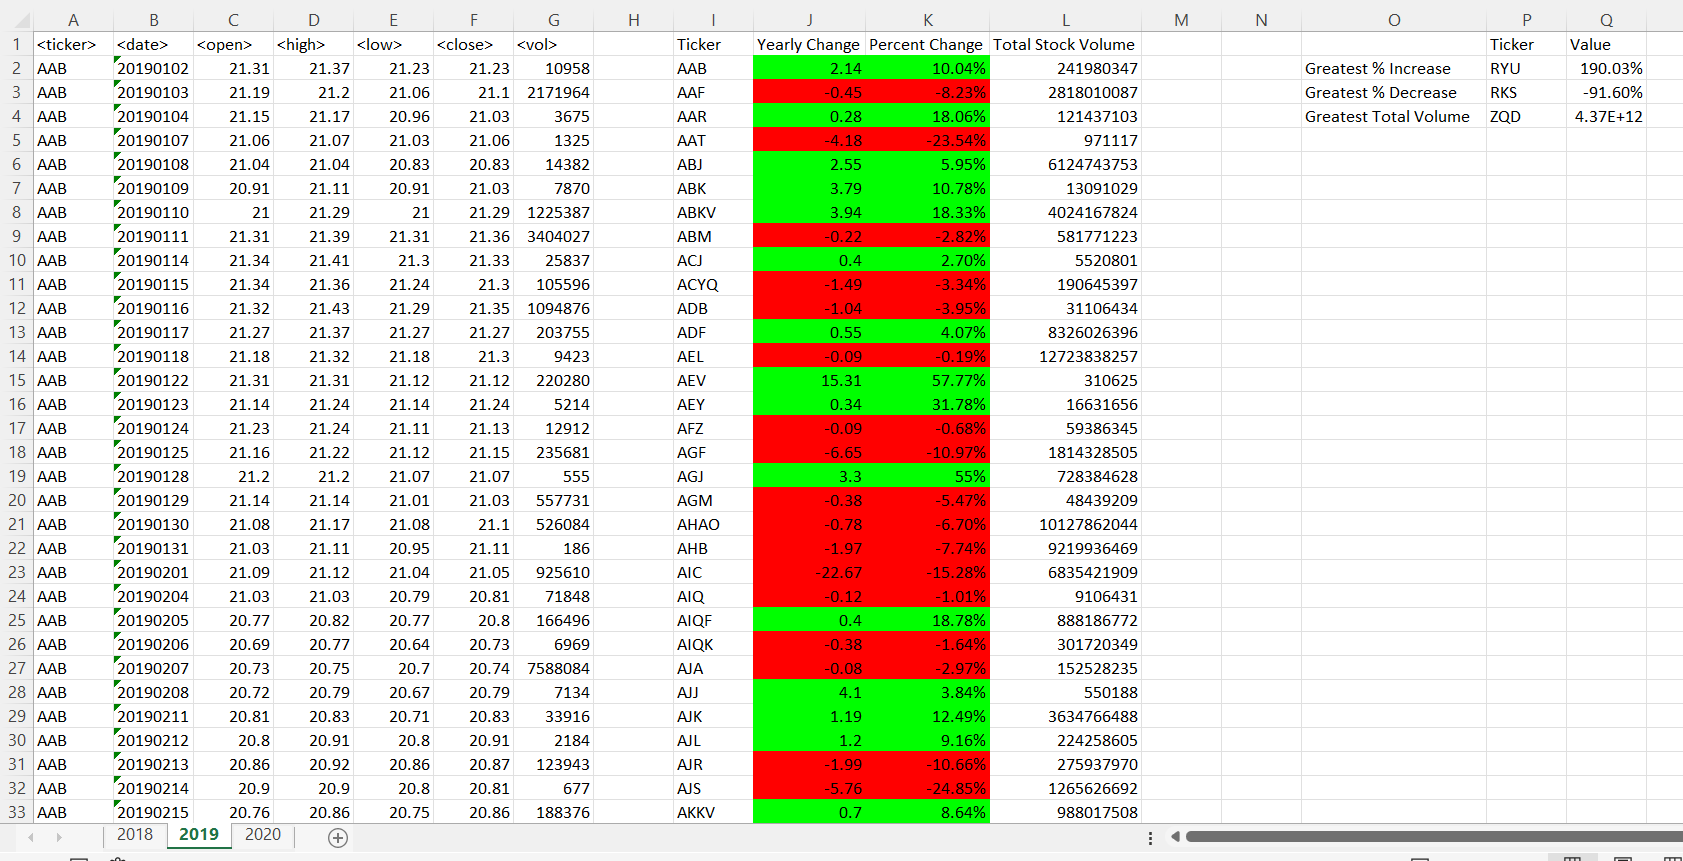 A B C D E F G H I J K L M N O P Q
1 <ticker> <date> <open> <high> <low> <close> <vol> Ticker Yearly Change Percent Change Total Stock Volume Ticker Value
2 AAB 20190102 21.31 21.37 21.23 21.23 10958 AAB 2.14 10.04% 241980347 Greatest % Increase RYU 190.03%
3 AAB 20190103 21.19 21.2 21.06 21.1 2171964 AAF -0.45 -8.23% 2818010087 Greatest % Decrease RKS -91.60%
4 AAB 20190104 21.15 21.17 20.96 21.03 3675 AAR 0.28 18.06% 121437103 Greatest Total Volume ZQD 4.37E+12
5 AAB 20190107 21.06 21.07 21.03 21.06 1325 AAT -4.18 -23.54% 971117
6 AAB 20190108 21.04 21.04 20.83 20.83 14382 ABJ 2.55 5.95% 6124743753
7 AAB 20190109 20.91 21.11 20.91 21.03 7870 ABK 3.79 10.78% 13091029
8 AAB 20190110 21 21.29 21 21.29 1225387 ABKV 3.94 18.33% 4024167824
9 AAB 20190111 21.31 21.39 21.31 21.36 3404027 ABM -0.22 -2.82% 581771223
10 AAB 20190114 21.34 21.41 21.3 21.33 25837 ACJ 0.4 2.70% 5520801
11 AAB 20190115 21.34 21.36 21.24 21.3 105596 ACYQ -1.49 -3.34% 190645397
12 AAB 20190116 21.32 21.43 21.29 21.35 1094876 ADB -1.04 -3.95% 31106434
13 AAB 20190117 21.27 21.37 21.27 21.27 203755 ADF 0.55 4.07% 8326026396
14 AAB 20190118 21.18 21.32 21.18 21.3 9423 AEL -0.09 -0.19% 12723838257
15 AAB 20190122 21.31 21.31 21.12 21.12 220280 AEV 15.31 57.77% 310625
16 AAB 20190123 21.14 21.24 21.14 21.24 5214 AEY 0.34 31.78% 16631656
17 AAB 20190124 21.23 21.24 21.11 21.13 12912 AFZ -0.09 -0.68% 59386345
18 AAB 20190125 21.16 21.22 21.12 21.15 235681 AGF -6.65 -10.97% 1814328505
19 AAB 20190128 21.2 21.2 21.07 21.07 555 AGJ 3.3 55% 728384628
20 AAB 20190129 21.14 21.14 21.01 21.03 557731 AGM -0.38 -5.47% 48439209
21 AAB 20190130 21.08 21.17 21.08 21.1 526084 AHAO -0.78 -6.70% 10127862044
22 AAB 20190131 21.03 21.11 20.95 21.11 186 AHB -1.97 -7.74% 9219936469
23 AAB 20190201 21.09 21.12 21.04 21.05 925610 AIC -22.67 -15.28% 6835421909
24 AAB 20190204 21.03 21.03 20.79 20.81 71848 AIQ -0.12 -1.01% 9106431
25 AAB 20190205 20.77 20.82 20.77 20.8 166496 AIQF 0.4 18.78% 888186772
26 AAB 20190206 20.69 20.77 20.64 20.73 6969 AIQK -0.38 -1.64% 301720349
27 AAB 20190207 20.73 20.75 20.7 20.74 7588084 AJA -0.08 -2.97% 152528235
28 AAB 20190208 20.72 20.79 20.67 20.79 7134 AJJ 4.1 3.84% 550188
29 AAB 20190211 20.81 20.83 20.71 20.83 33916 AJK 1.19 12.49% 3634766488
30 AAB 20190212 20.8 20.91 20.8 20.91 2184 AJL 1.2 9.16% 224258605
31 AAB 20190213 20.86 20.92 20.86 20.87 123943 AJR -1.99 -10.66% 275937970
32 AAB 20190214 20.9 20.9 20.8 20.81 677 AJS -5.76 -24.85% 1265626692
33 AAB 20190215 20.76 20.86 20.75 20.86 188376 AKKV 0.7 8.64% 988017508
2018 2019 2020